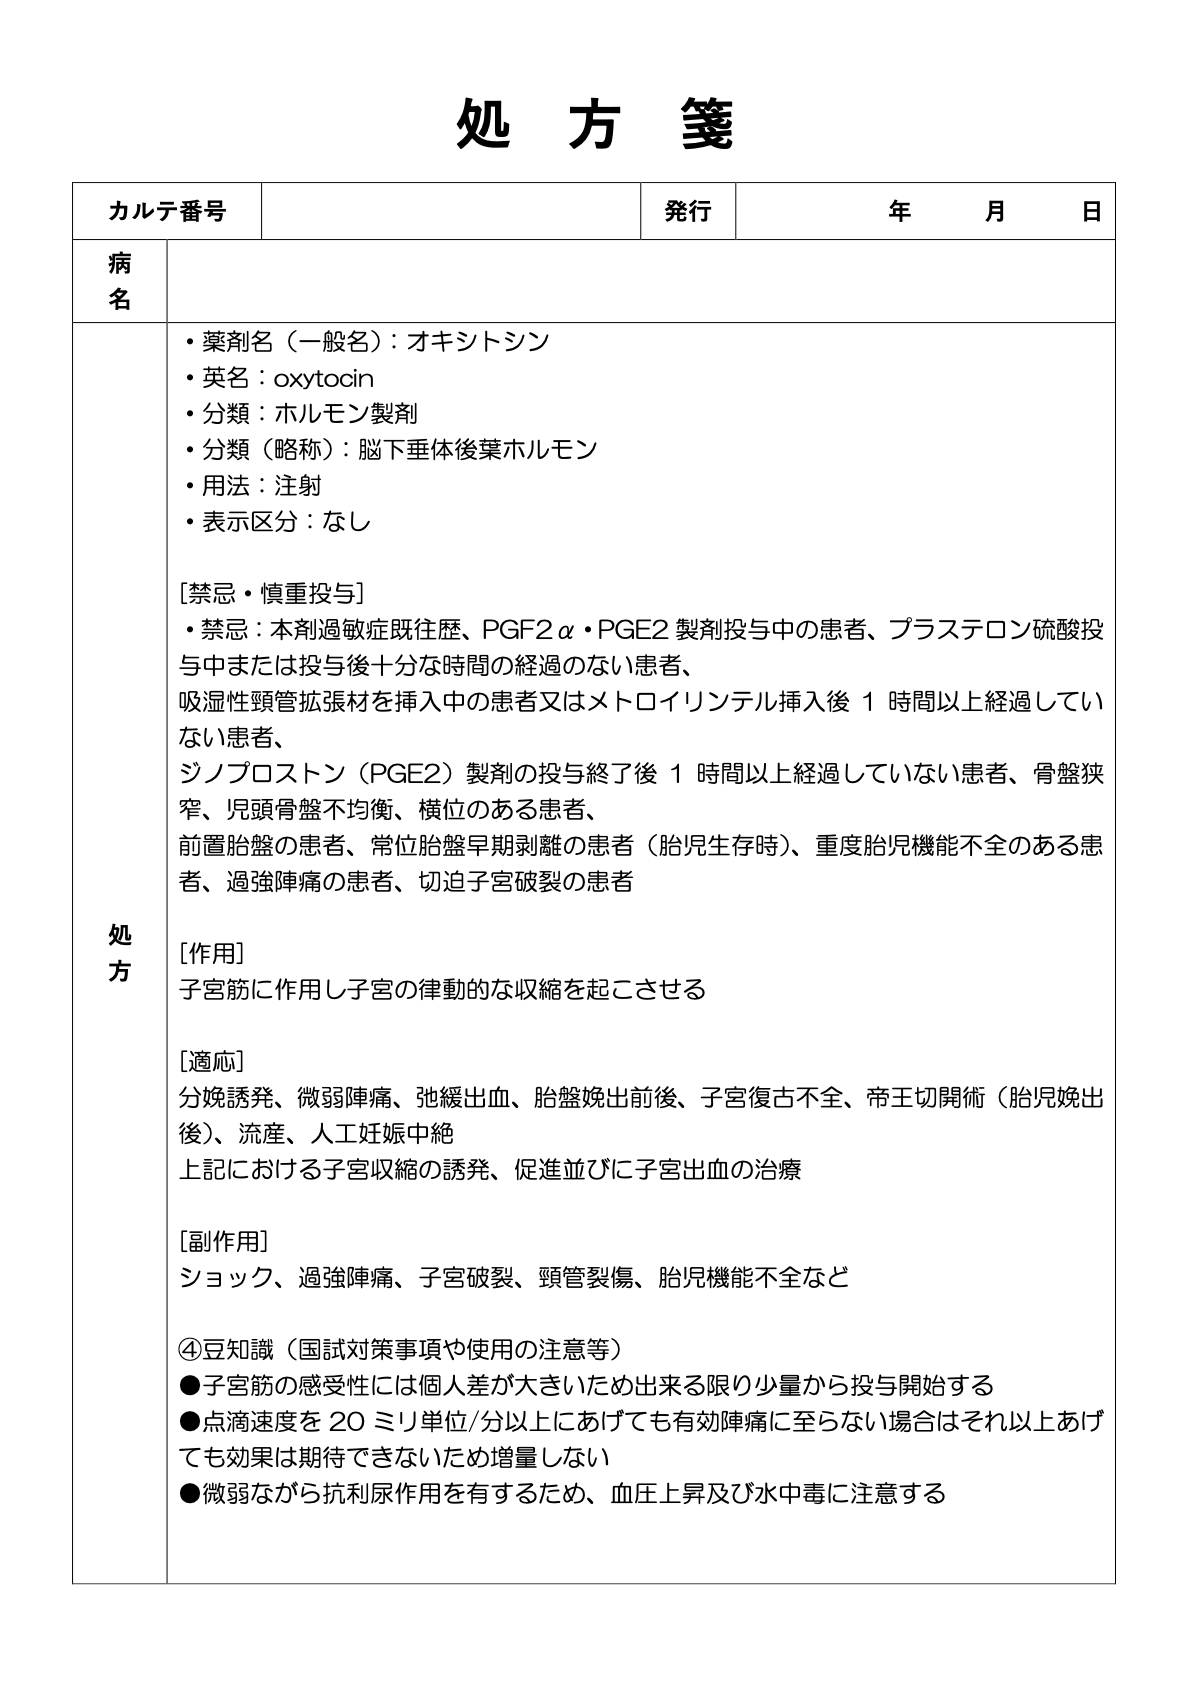 処 方 箋
カルテ番号 発行 年 月 日
病
名
・薬剤名（一般名）：オキシトシン
・英名：oxytocin
・分類：ホルモン製剤
・分類（略称）：脳下垂体後葉ホルモン
・用法：注射
・表示区分：なし
[禁忌・慎重投与]
・禁忌：本剤過敏症既往歴、PGF2α・PGE2 製剤投与中の患者、プラステロン硫酸投
与中または投与後十分な時間の経過のない患者、
吸湿性頸管拡張材を挿入中の患者又はメトロイリンテル挿入後 1 時間以上経過してい
ない患者、
ジノプロストン（PGE2）製剤の投与終了後 1 時間以上経過していない患者、骨盤狭
窄、児頭骨盤不均衡、横位のある患者、
前置胎盤の患者、常位胎盤早期剥離の患者（胎児生存時）、重度胎児機能不全のある患
者、過強陣痛の患者、切迫子宮破裂の患者
処
方
[作用]
子宮筋に作用し子宮の律動的な収縮を起こさせる
[適応]
分娩誘発、微弱陣痛、弛緩出血、胎盤娩出前後、子宮復古不全、帝王切開術（胎児娩出
後）、流産、人工妊娠中絶
上記における子宮収縮の誘発、促進並びに子宮出血の治療
[副作用]
ショック、過強陣痛、子宮破裂、頸管裂傷、胎児機能不全など
④豆知識（国試対策事項や使用の注意等）
●子宮筋の感受性には個人差が大きいため出来る限り少量から投与開始する
●点滴速度を 20 ミリ単位/分以上にあげても有効陣痛に至らない場合はそれ以上あげ
ても効果は期待できないため増量しない
●微弱ながら抗利尿作用を有するため、血圧上昇及び水中毒に注意する